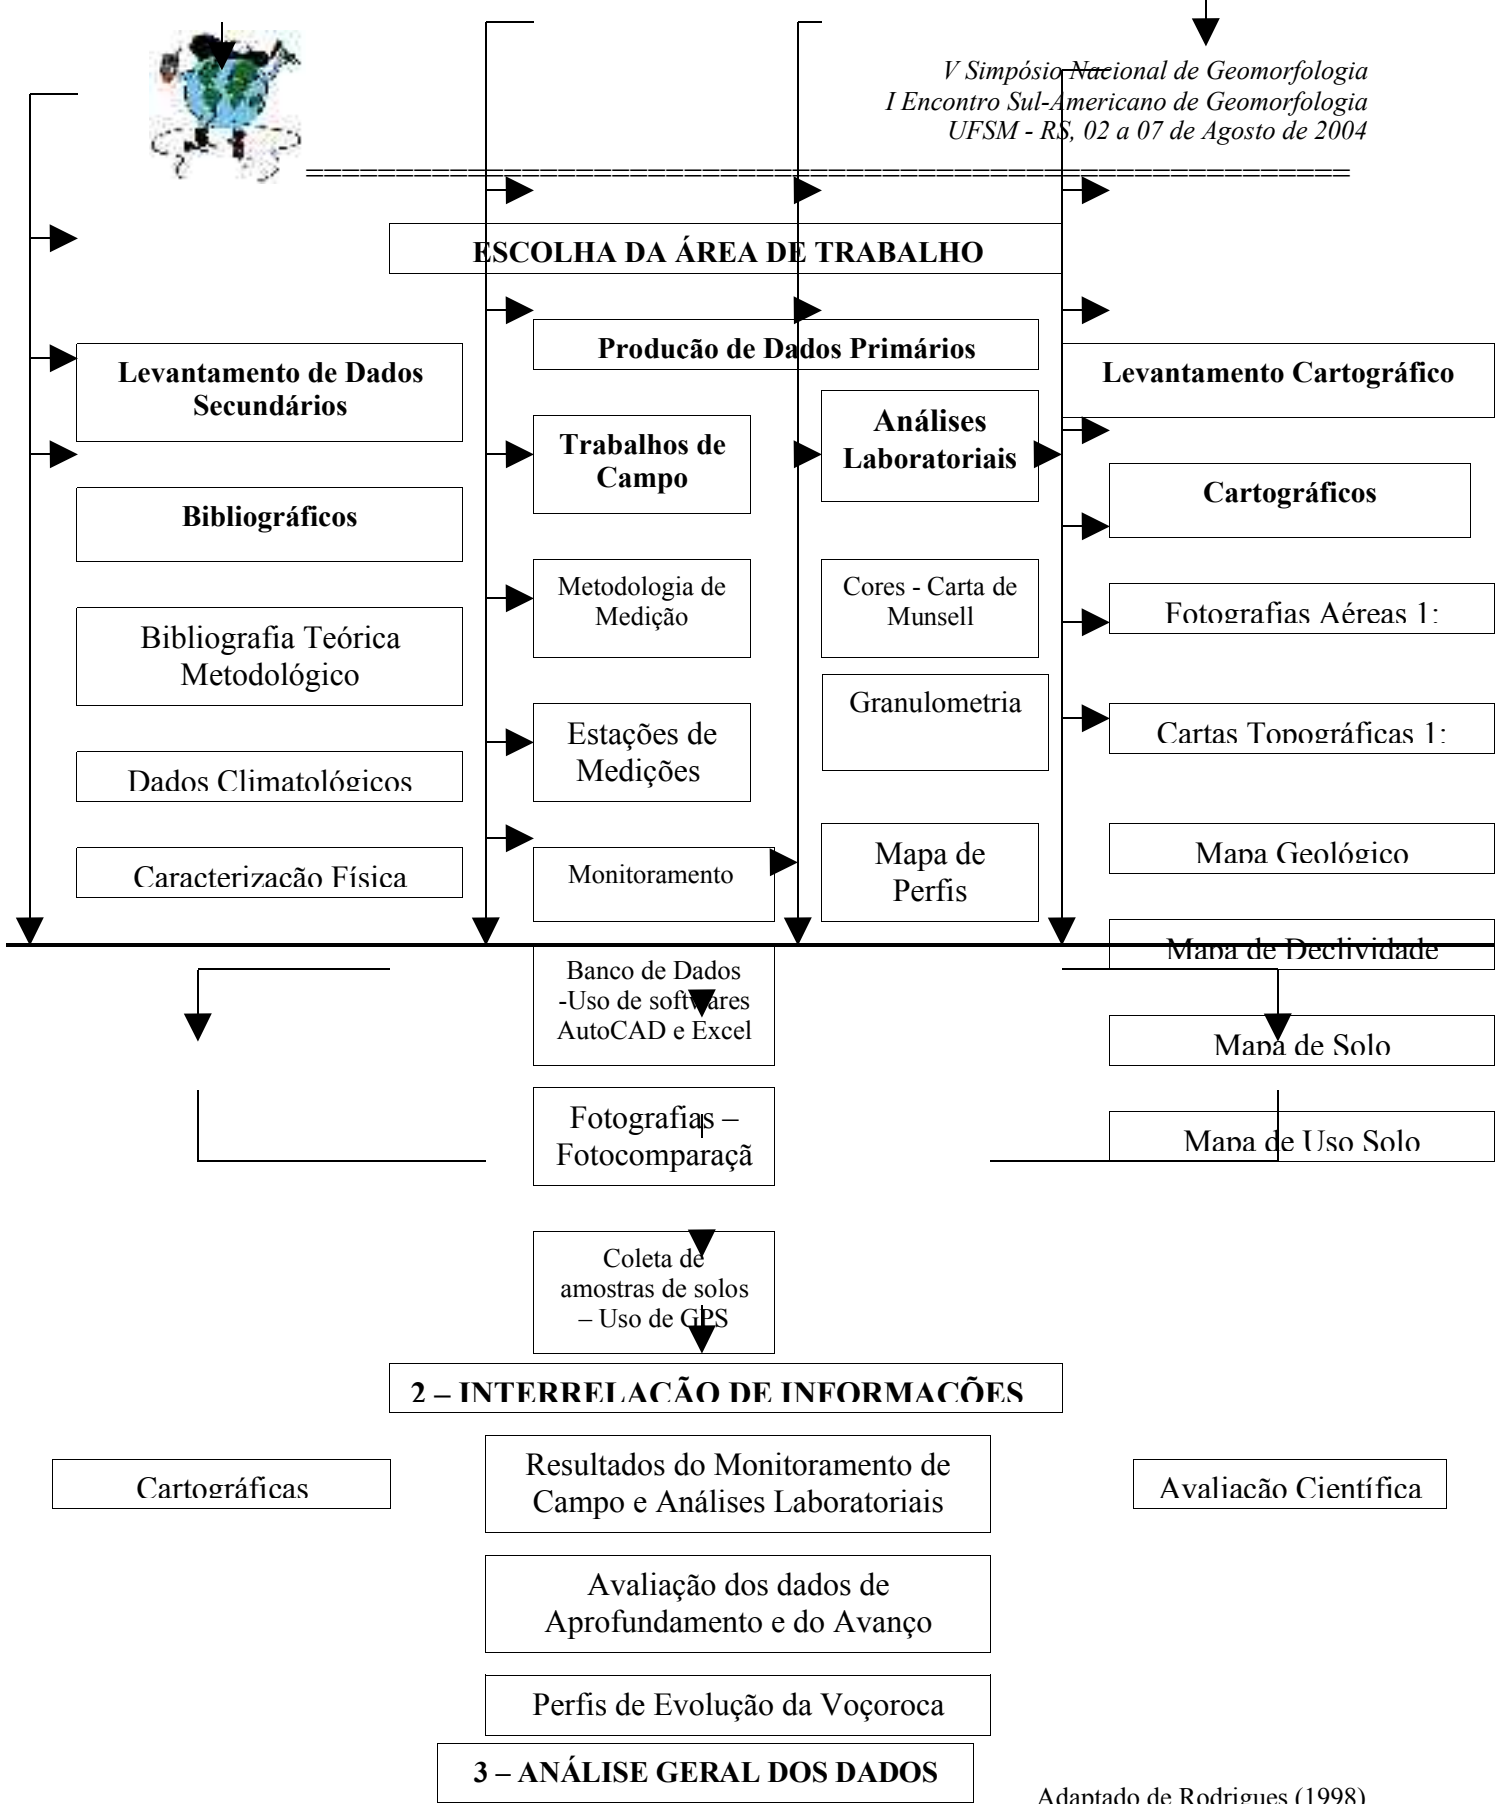 V Simpósio Nacional de Geomorfologia
I Encontro Sul-Americano de Geomorfologia
UFSM - RS, 02 a 07 de Agosto de 2004
ESCOLHA DA ÁREA DE TRABALHO
Producão de Dados Primários
Levantamento de Dados
Secundários
Levantamento Cartográfico
Trabalhos de
Campo
Análises
Laboratoriais
Bibliográficos
Cartográficos
Metodologia de
Medição
Cores - Carta de
Munsell
Fotografias Aéreas 1:
Bibliografia Teórica
Metodológico
Estações de
Medições
Granulometria
Cartas Topográficas 1:
Dados Climatológicos
Monitoramento
Mapa de
Perfis
Mapa Geológico
Caracterização Física
Banco de Dados
-Uso de softwares
AutoCAD e Excel
Mapa de Declividade
Mapa de Solo
Fotografias –
Fotocomparaçã
Mapa de Uso Solo
Coleta de
amostras de solos
– Uso de GPS
2 – INTERRELAÇÃO DE INFORMAÇÕES
Cartográficas
Resultados do Monitoramento de
Campo e Análises Laboratoriais
Avaliação Científica
Avaliação dos dados de
Aprofundamento e do Avanço
Perfis de Evolução da Voçoroca
3 – ANÁLISE GERAL DOS DADOS
Adaptado de Rodrigues (1998)